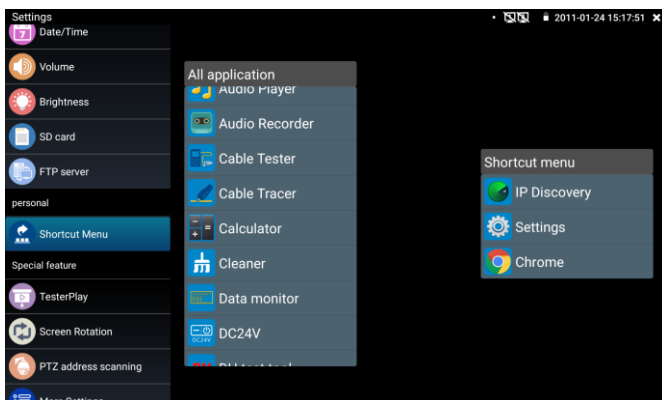 Settings
2011-01-24 15:17:51
Date/Time
Volume
Brightness
SD card
FTP server
personal
Shortcut Menu
Special feature
TesterPlay
Screen Rotation
PTZ address scanning
More Settings
All application
Audio Player
Audio Recorder
Cable Tester
Cable Tracer
Calculator
Cleaner
Data monitor
DC24V
Shortcut menu
IP Discovery
Settings
Chrome